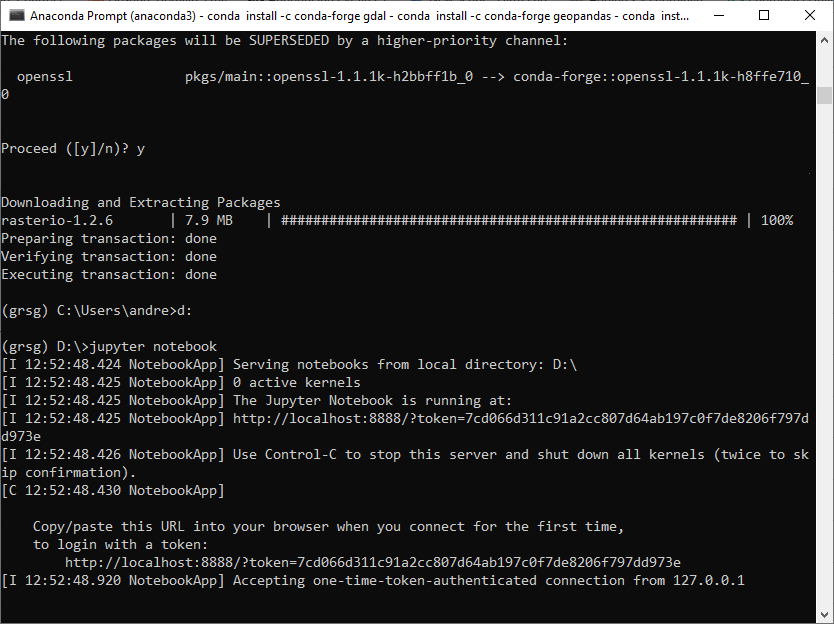 Anaconda Prompt (anaconda3) - conda  install -c conda-forge gdal - conda  install -c conda-forge geopandas - conda  inst...
The following packages will be SUPERSEDED by a higher-priority channel:
openssl              pkgs/main::openssl-1.1.1k-h2bbff1b_0 --> conda-forge::openssl-1.1.1k-h8ffe710_
0
Proceed ([y]/n)? y
Downloading and Extracting Packages
rasterio-1.2.6       | 7.9 MB    | ######################################################### | 100%
Preparing transaction: done
Verifying transaction: done
Executing transaction: done
(grsg) C:\Users\andre>d:
(grsg) D:\>jupyter notebook
[I 12:52:48.424 NotebookApp] Serving notebooks from local directory: D:\
[I 12:52:48.425 NotebookApp] 0 active kernels
[I 12:52:48.425 NotebookApp] The Jupyter Notebook is running at:
[I 12:52:48.425 NotebookApp] http://localhost:8888/?token=7cd066d311c91a2cc807d64ab197c0f7de8206f797d
d973e
[I 12:52:48.426 NotebookApp] Use Control-C to stop this server and shut down all kernels (twice to sk
ip confirmation).
[C 12:52:48.430 NotebookApp]
Copy/paste this URL into your browser when you connect for the first time,
to login with a token:
http://localhost:8888/?token=7cd066d311c91a2cc807d64ab197c0f7de8206f797dd973e
[I 12:52:48.920 NotebookApp] Accepting one-time-token-authenticated connection from 127.0.0.1